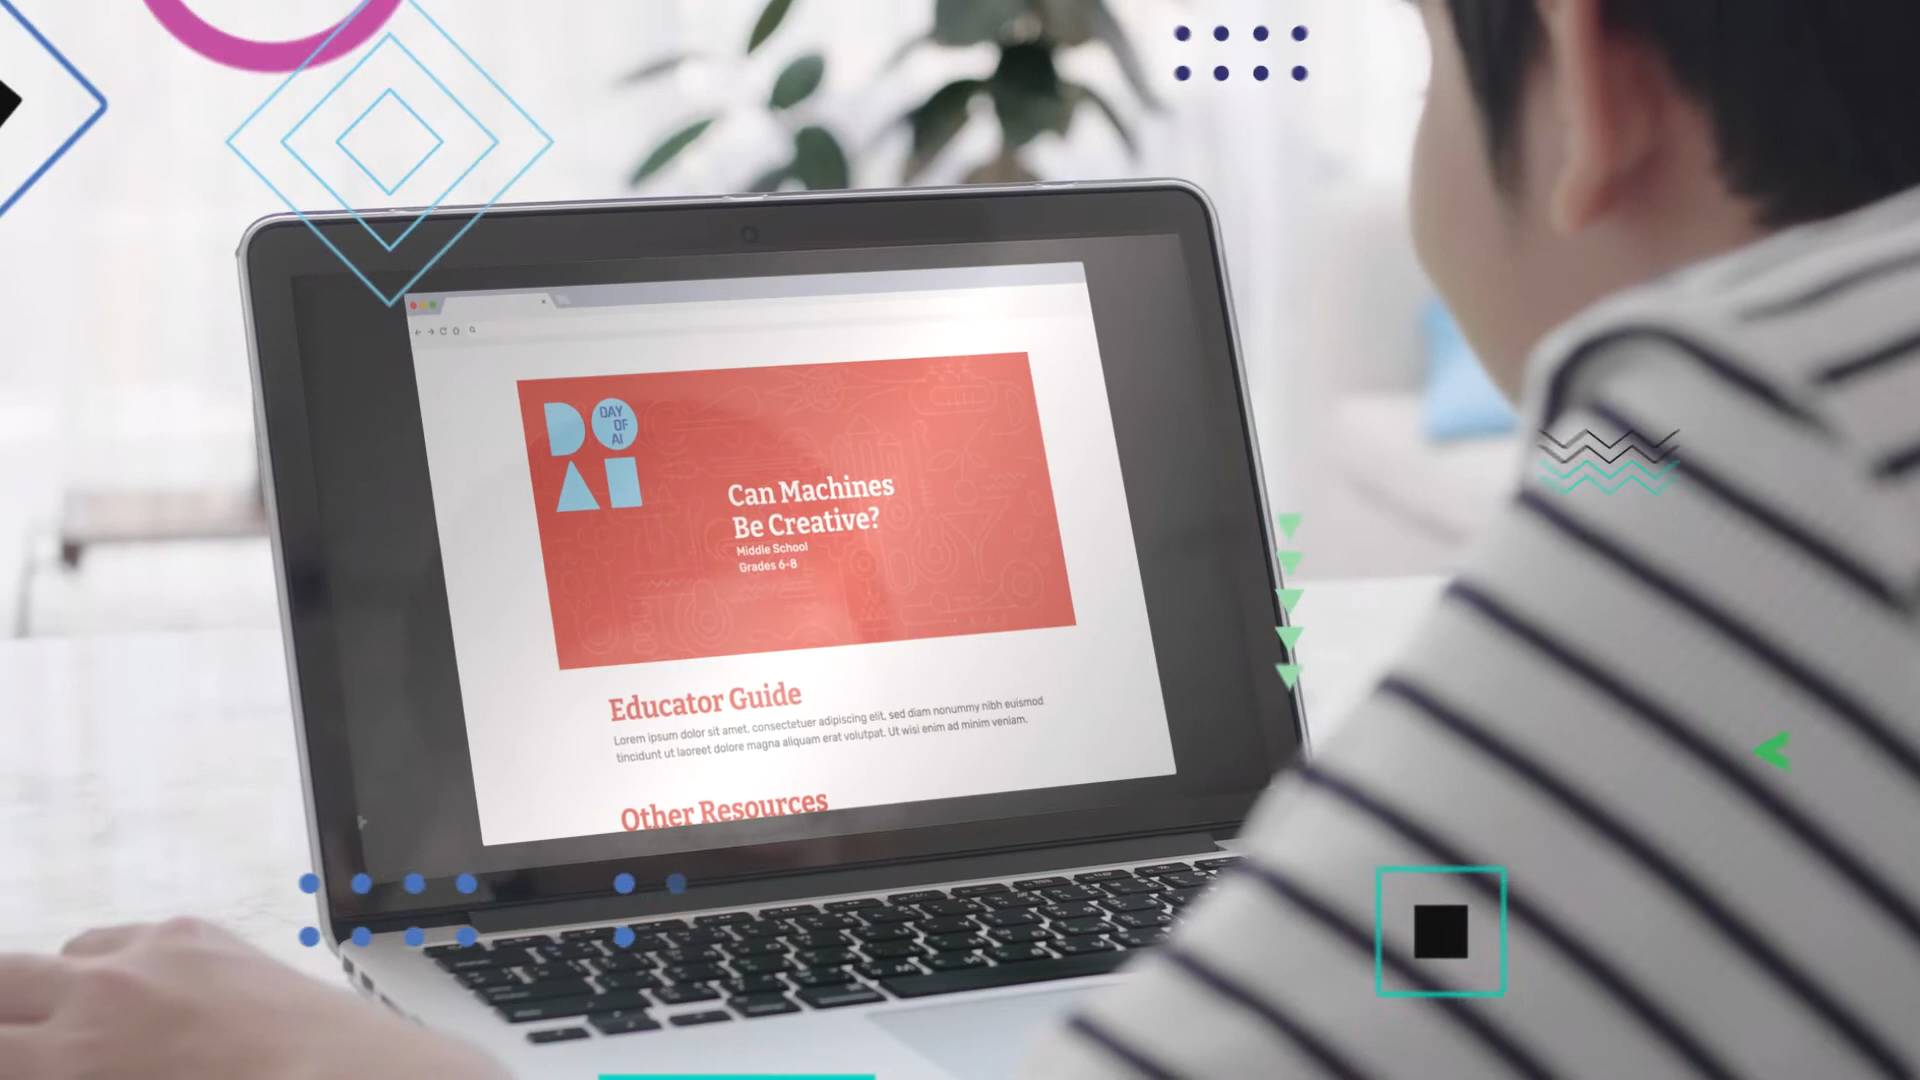 DAY
OF
AI
Can Machines
Be Creative?
Middle School
Grades 6-8
Educator Guide
Lorem ipsum dolor sit amet, consectetuer adipiscing elit, sed diam nonummy nibh euismod
tincidunt ut laoreet dolore magna aliquam erat volutpat. Ut wisi enim ad minim veniam.
Other Resources